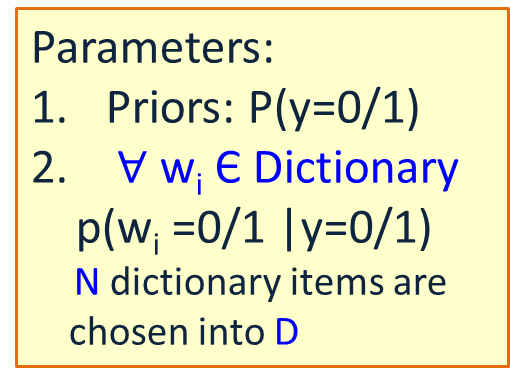 Parameters:
1. Priors: P(y=0/1)
2. ∀ wᵢ Є Dictionary
p(wᵢ =0/1 |y=0/1)
N dictionary items are
chosen into D